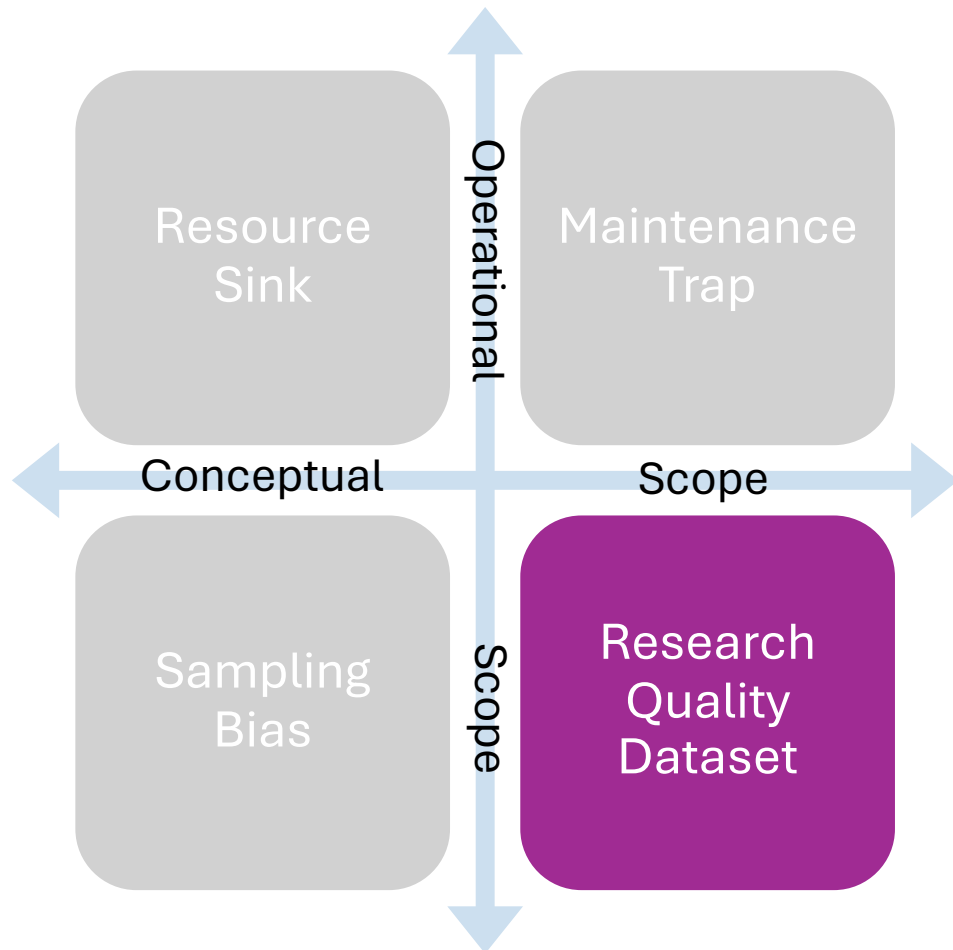 Resource
Sink
Operational
Maintenance
Trap
Conceptual
Scope
Sampling
Bias
Scope
Research
Quality
Dataset